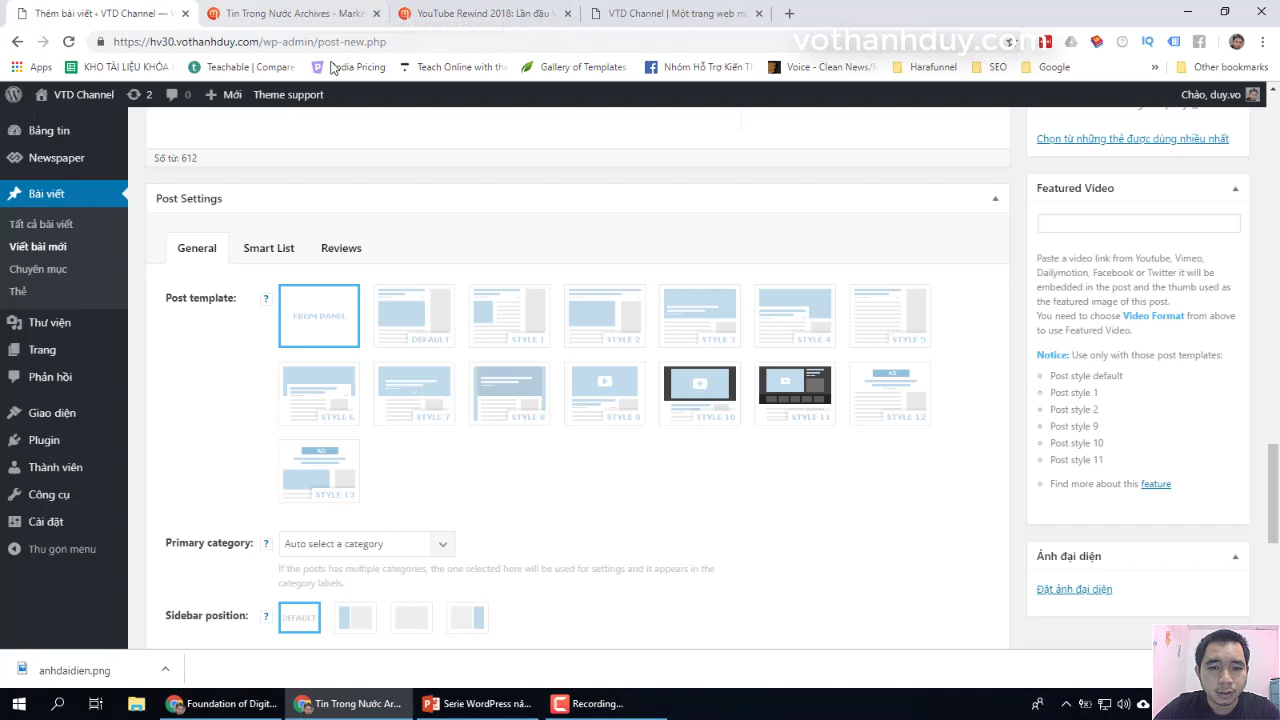 Thêm bài viết mới ‹ VTD Chann
Tin Trong Nước Archives - Marke
YouTube Rewind 2018: Lần đầu v
VTD Channel | Một trang web m
https://hv30.vothanhduy.com/wp-admin/post-new.php
vothanhduy.com
Apps
KHO TÀI LIỆU KHÓA
Teachable | Compare
dia Pricing
Teach Online with the
Gallery of Templates
Nhóm Hỗ Trợ Kiến Th
Voice - Clean News/
Harafunnel
SEO
Google
»
Other bookmarks
VTD Channel
2
0
Mới
Theme support
Chào, duy.vo
Bảng tin
Newspaper
Bài viết
Tất cả bài viết
Viết bài mới
Chuyên mục
Thẻ
Thư viện
Trang
Phản hồi
Giao diện
Plugin
Thành viên
Công cụ
Cài đặt
Thu gọn menu
Số từ: 612
Post Settings
General
Smart List
Reviews
Post template:
?
FROM PANEL
DEFAULT
STYLE 1
STYLE 2
STYLE 3
STYLE 4
STYLE 5
STYLE 6
STYLE 7
STYLE 8
STYLE 9
STYLE 10
STYLE 11
AD
STYLE 12
AD
STYLE 13
Primary category:
?
Auto select a category
If the posts has multiple categories, the one selected here will be used for settings and it appears in the
category labels.
Sidebar position:
?
DEFAULT
Chọn từ những thẻ được dùng nhiều nhất
Featured Video
Paste a video link from Youtube, Vimeo,
Dailymotion, Facebook or Twitter it will be
embedded in the post and the thumb used as
the featured image of this post.
You need to choose Video Format from above
to use Featured Video.
Notice: Use only with those post templates:
Post style default
Post style 1
Post style 2
Post style 9
Post style 10
Post style 11
Find more about this feature
Ảnh đại diện
Đặt ảnh đại diện
anhdaidien.png
Foundation of Digit...
Tin Trong Nước Ar...
Serie WordPress nâ...
Recording...